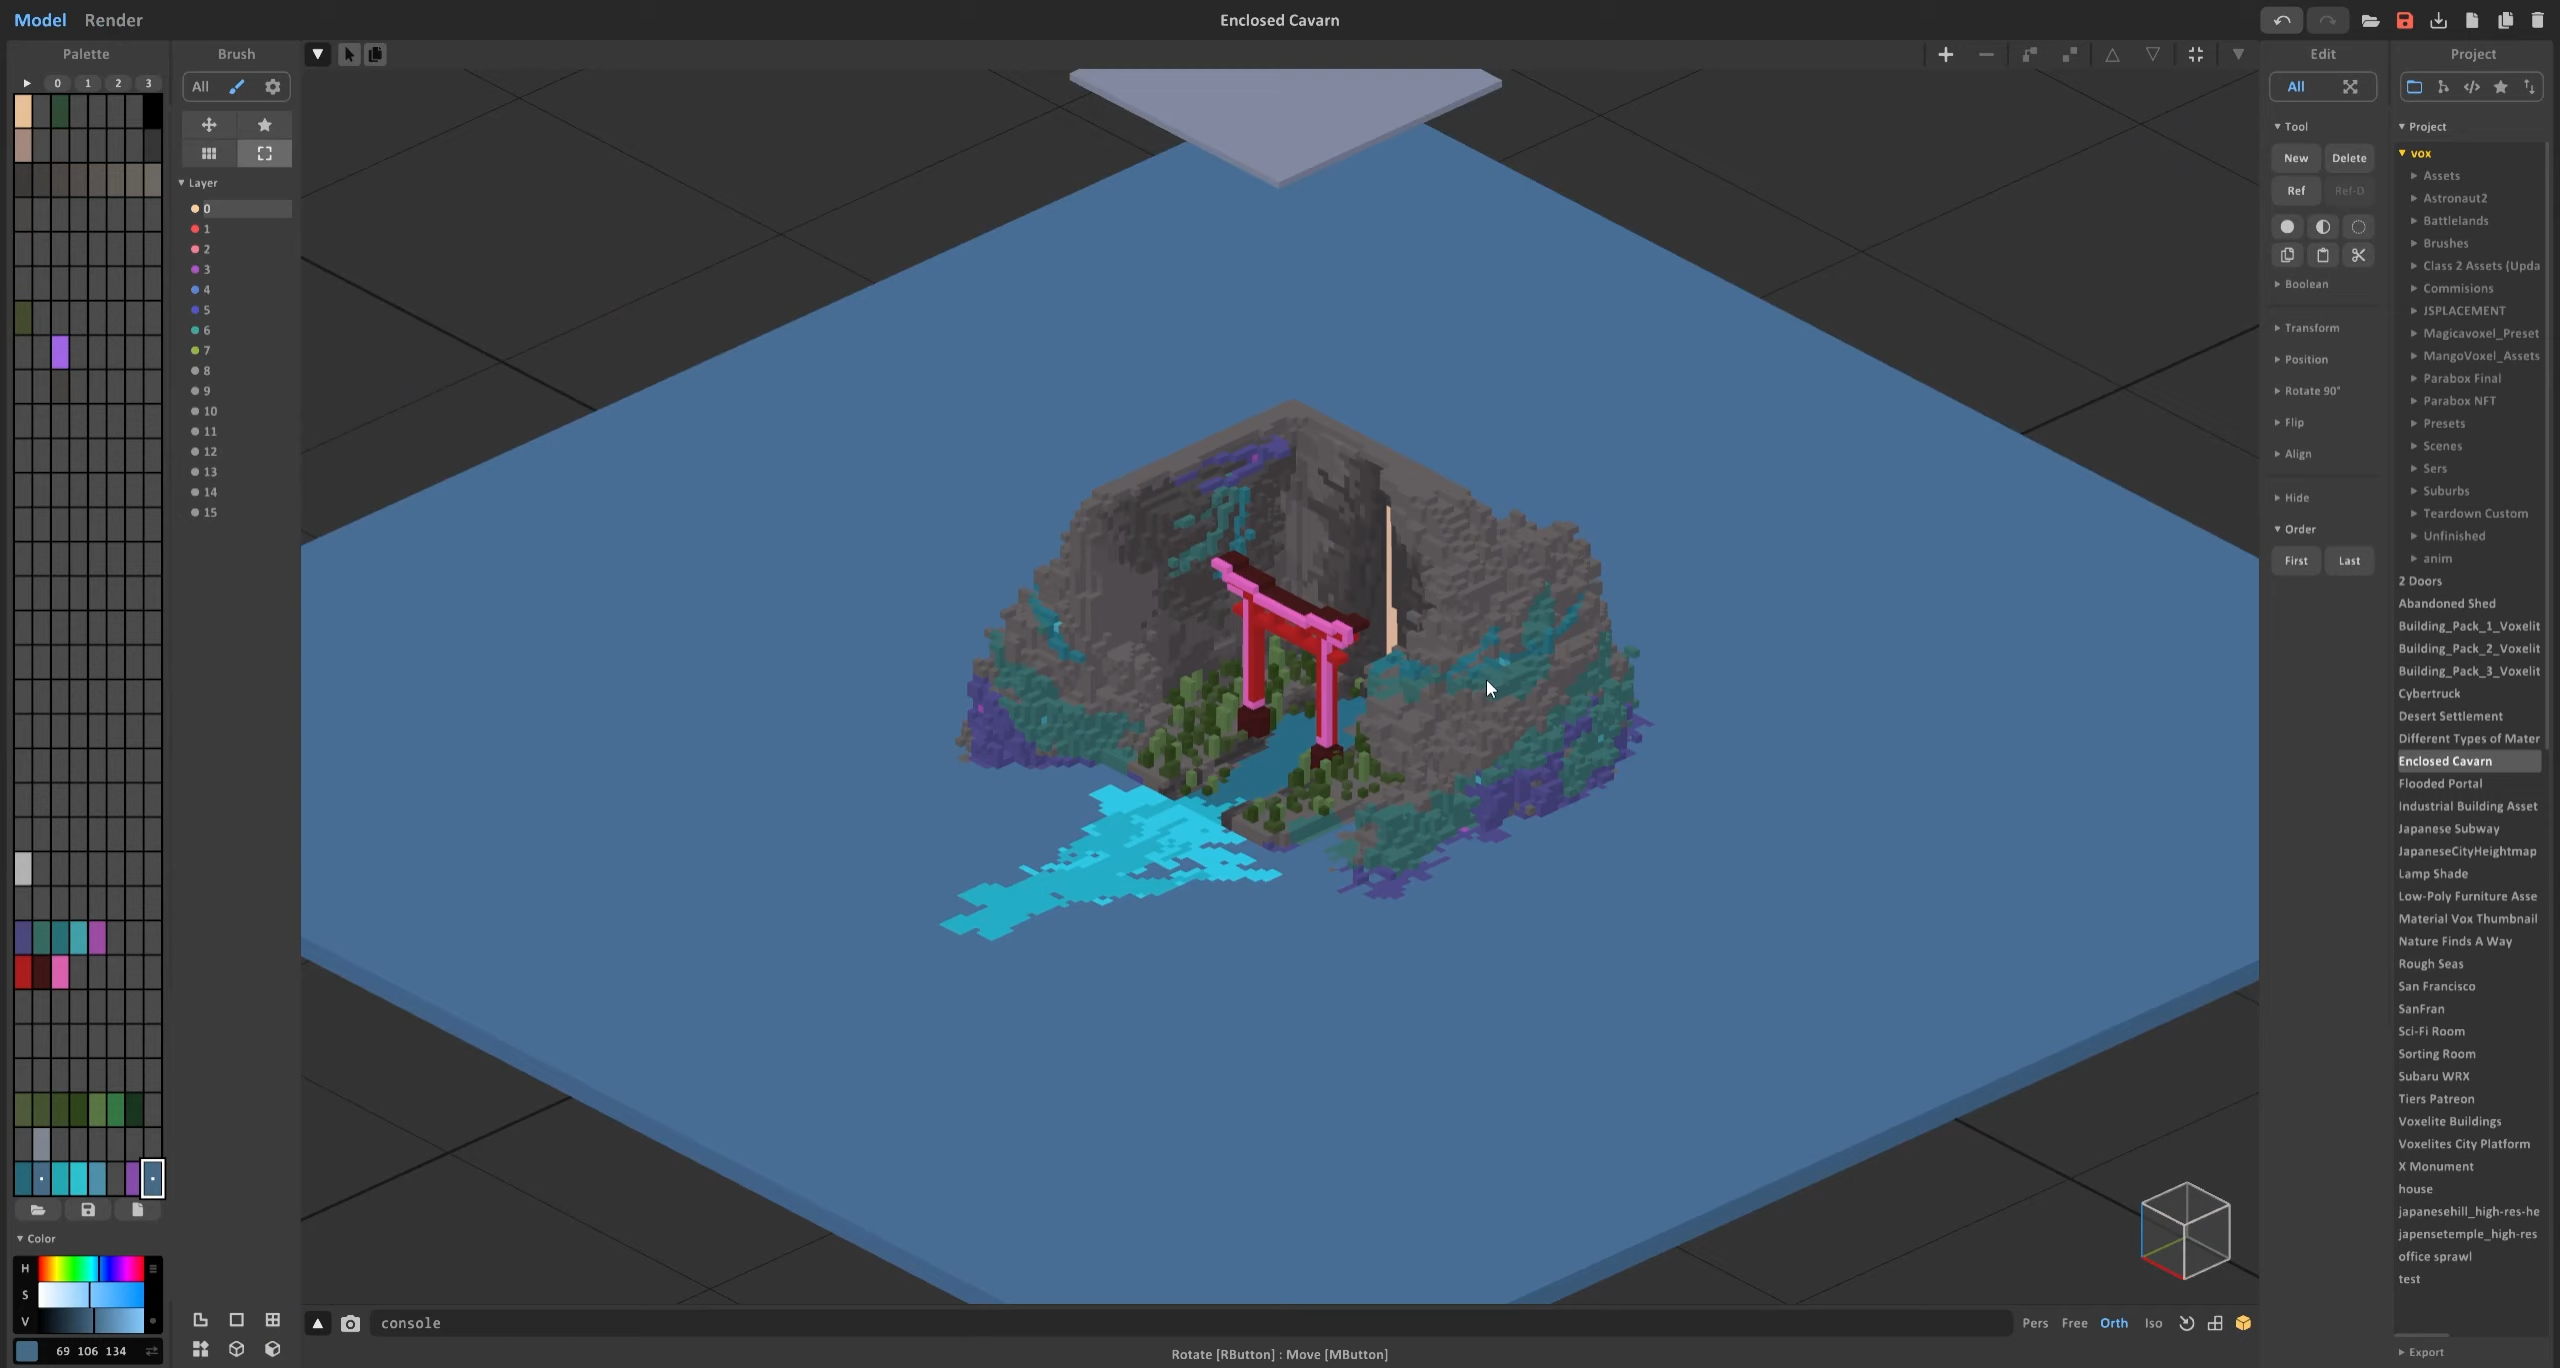 Model Render
Enclosed Cavarn
Palette
0 1 2 3
Color
H
S
V
69 106 134
Brush
All
Layer
0
1
2
3
4
5
6
7
8
9
10
11
12
13
14
15
console
Pers Free Orth Iso
Rotate [RButton] : Move [MButton]
Edit
All
Tool
New Delete
Ref Ref-D
Boolean
Transform
Position
Rotate 90°
Flip
Align
Hide
Order
First Last
Project
Project
vox
Assets
Astronaut2
Battlelands
Brushes
Class 2 Assets (Upda
Commisions
JSPLACEMENT
Magicavoxel_Preset
MangoVoxel_Assets
Parabox Final
Parabox NFT
Presets
Scenes
Sers
Suburbs
Teardown Custom
Unfinished
anim
2 Doors
Abandoned Shed
Building_Pack_1_Voxelit
Building_Pack_2_Voxelit
Building_Pack_3_Voxelit
Cybertruck
Desert Settlement
Different Types of Mater
Enclosed Cavarn
Flooded Portal
Industrial Building Asset
Japanese Subway
JapaneseCityHeightmap
Lamp Shade
Low-Poly Furniture Asse
Material Vox Thumbnail
Nature Finds A Way
Rough Seas
San Francisco
SanFran
Sci-Fi Room
Sorting Room
Subaru WRX
Tiers Patreon
Voxelite Buildings
Voxelites City Platform
X Monument
house
japanesehill_high-res-he
japensetemple_high-res
office sprawl
test
Export